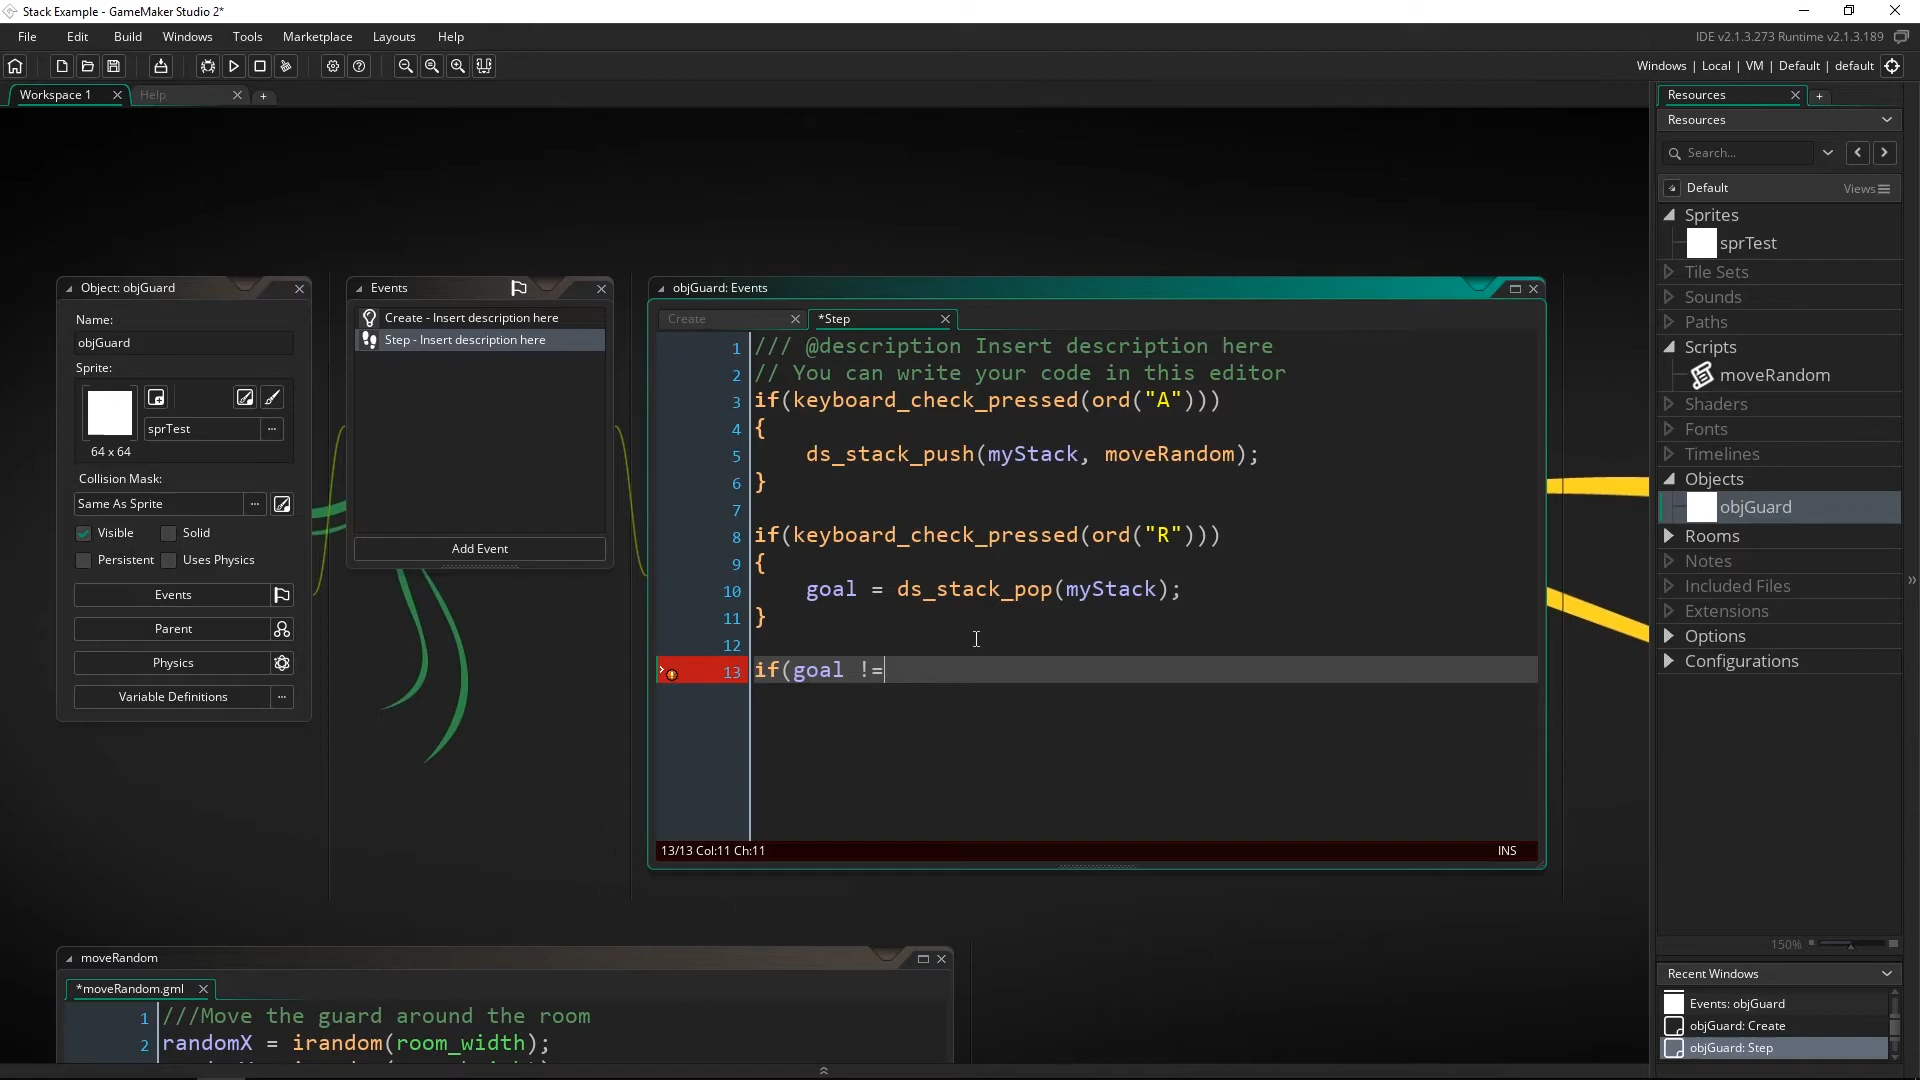 Stack Example - GameMaker Studio 2*
File Edit Build Windows Tools Marketplace Layouts Help
IDE v2.1.3.273 Runtime v2.1.3.189
Windows | Local | VM | Default | default
Workspace 1
Help
Resources
Resources
Search...
Default
Views
Sprites
sprTest
Tile Sets
Sounds
Paths
Scripts
moveRandom
Shaders
Fonts
Timelines
Objects
objGuard
Rooms
Notes
Included Files
Extensions
Options
Configurations
150%
Recent Windows
Events: objGuard
objGuard: Create
objGuard: Step
Object: objGuard
Name:
objGuard
Sprite:
sprTest
64 x 64
Collision Mask:
Same As Sprite
Visible Solid
Persistent Uses Physics
Events
Parent
Physics
Variable Definitions
Events
Create - Insert description here
Step - Insert description here
Add Event
objGuard: Events
Create
*Step
1 /// @description Insert description here
2 // You can write your code in this editor
3 if(keyboard_check_pressed(ord("A")))
4 {
5 ds_stack_push(myStack, moveRandom);
6 }
7
8 if(keyboard_check_pressed(ord("R")))
9 {
10 goal = ds_stack_pop(myStack);
11 }
12
13 if(goal !=
13/13 Col:11 Ch:11
INS
moveRandom
*moveRandom.gml
1 ///Move the guard around the room
2 randomX = irandom(room_width);